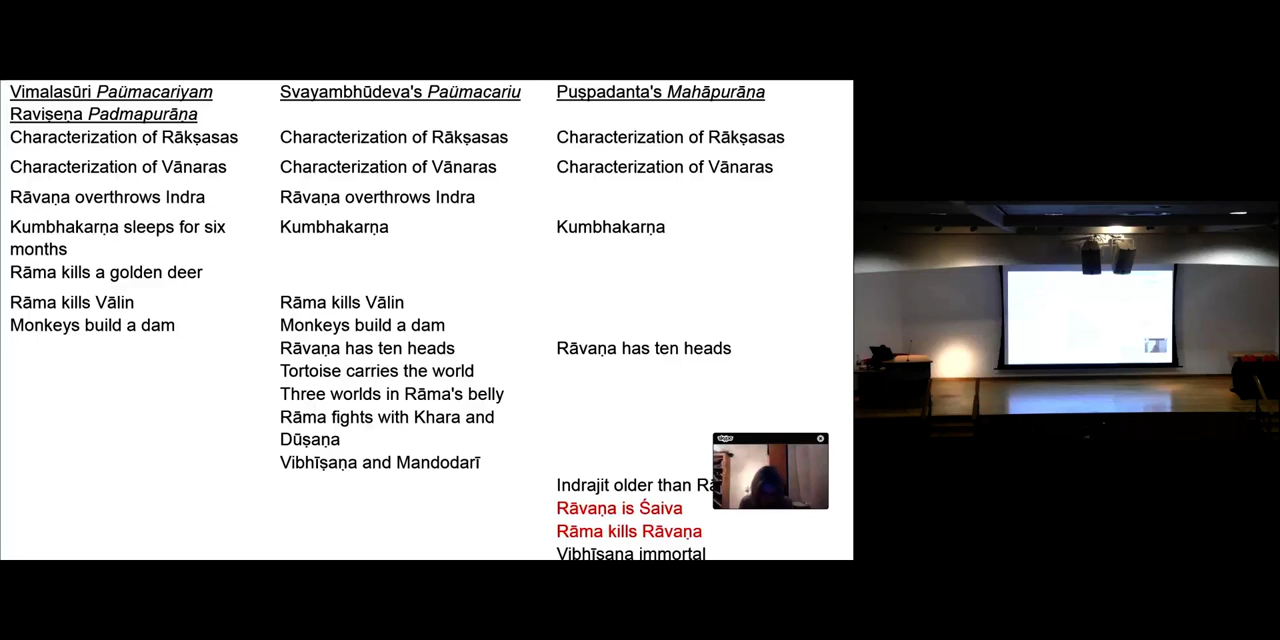 Vimalasūri Paümacariyam
Raviṣeṇa Padmapurāṇa
Characterization of Rākṣasas
Characterization of Vānaras
Rāvaṇa overthrows Indra
Kumbhakarṇa sleeps for six
months
Rāma kills a golden deer
Rāma kills Vālin
Monkeys build a dam
Svayambhūdeva's Paümacariu
Characterization of Rākṣasas
Characterization of Vānaras
Rāvaṇa overthrows Indra
Kumbhakarṇa
Rāma kills Vālin
Monkeys build a dam
Rāvaṇa has ten heads
Tortoise carries the world
Three worlds in Rāma's belly
Rāma fights with Khara and
Dūṣaṇa
Vibhīṣaṇa and Mandodarī
Puṣpadanta's Mahāpurāṇa
Characterization of Rākṣasas
Characterization of Vānaras
Kumbhakarṇa
Rāvaṇa has ten heads
Indrajit older than
Rāvaṇa is Śaiva
Rāma kills Rāvaṇa
Vibhīṣaṇa immortal